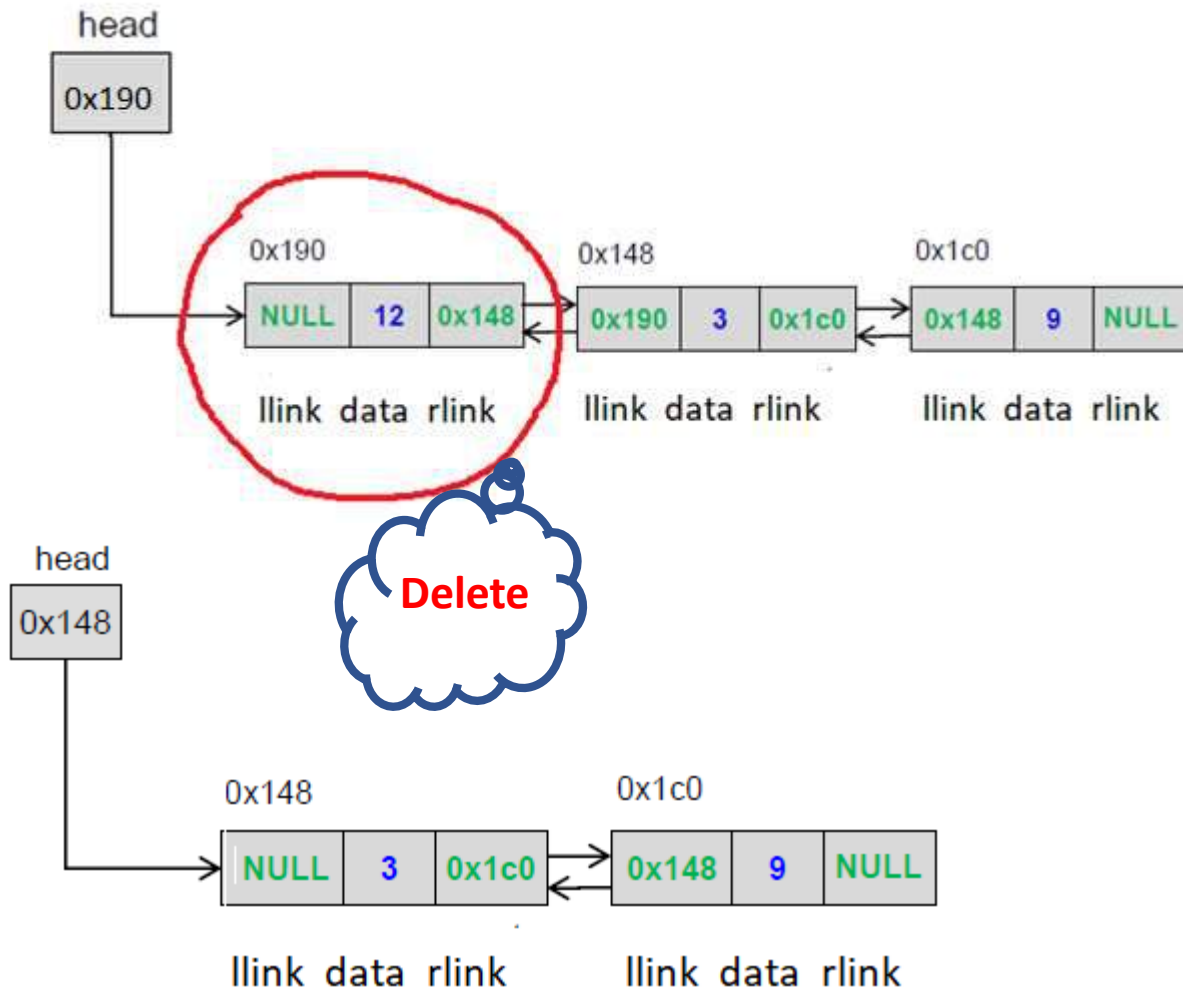 head
0x190
0x190 0x148 0x1c0
NULL 12 0x148 0x190 3 0x1c0 0x148 9 NULL
llink data rlink llink data rlink llink data rlink
Delete
head
0x148
0x148 0x1c0
NULL 3 0x1c0 0x148 9 NULL
llink data rlink llink data rlink